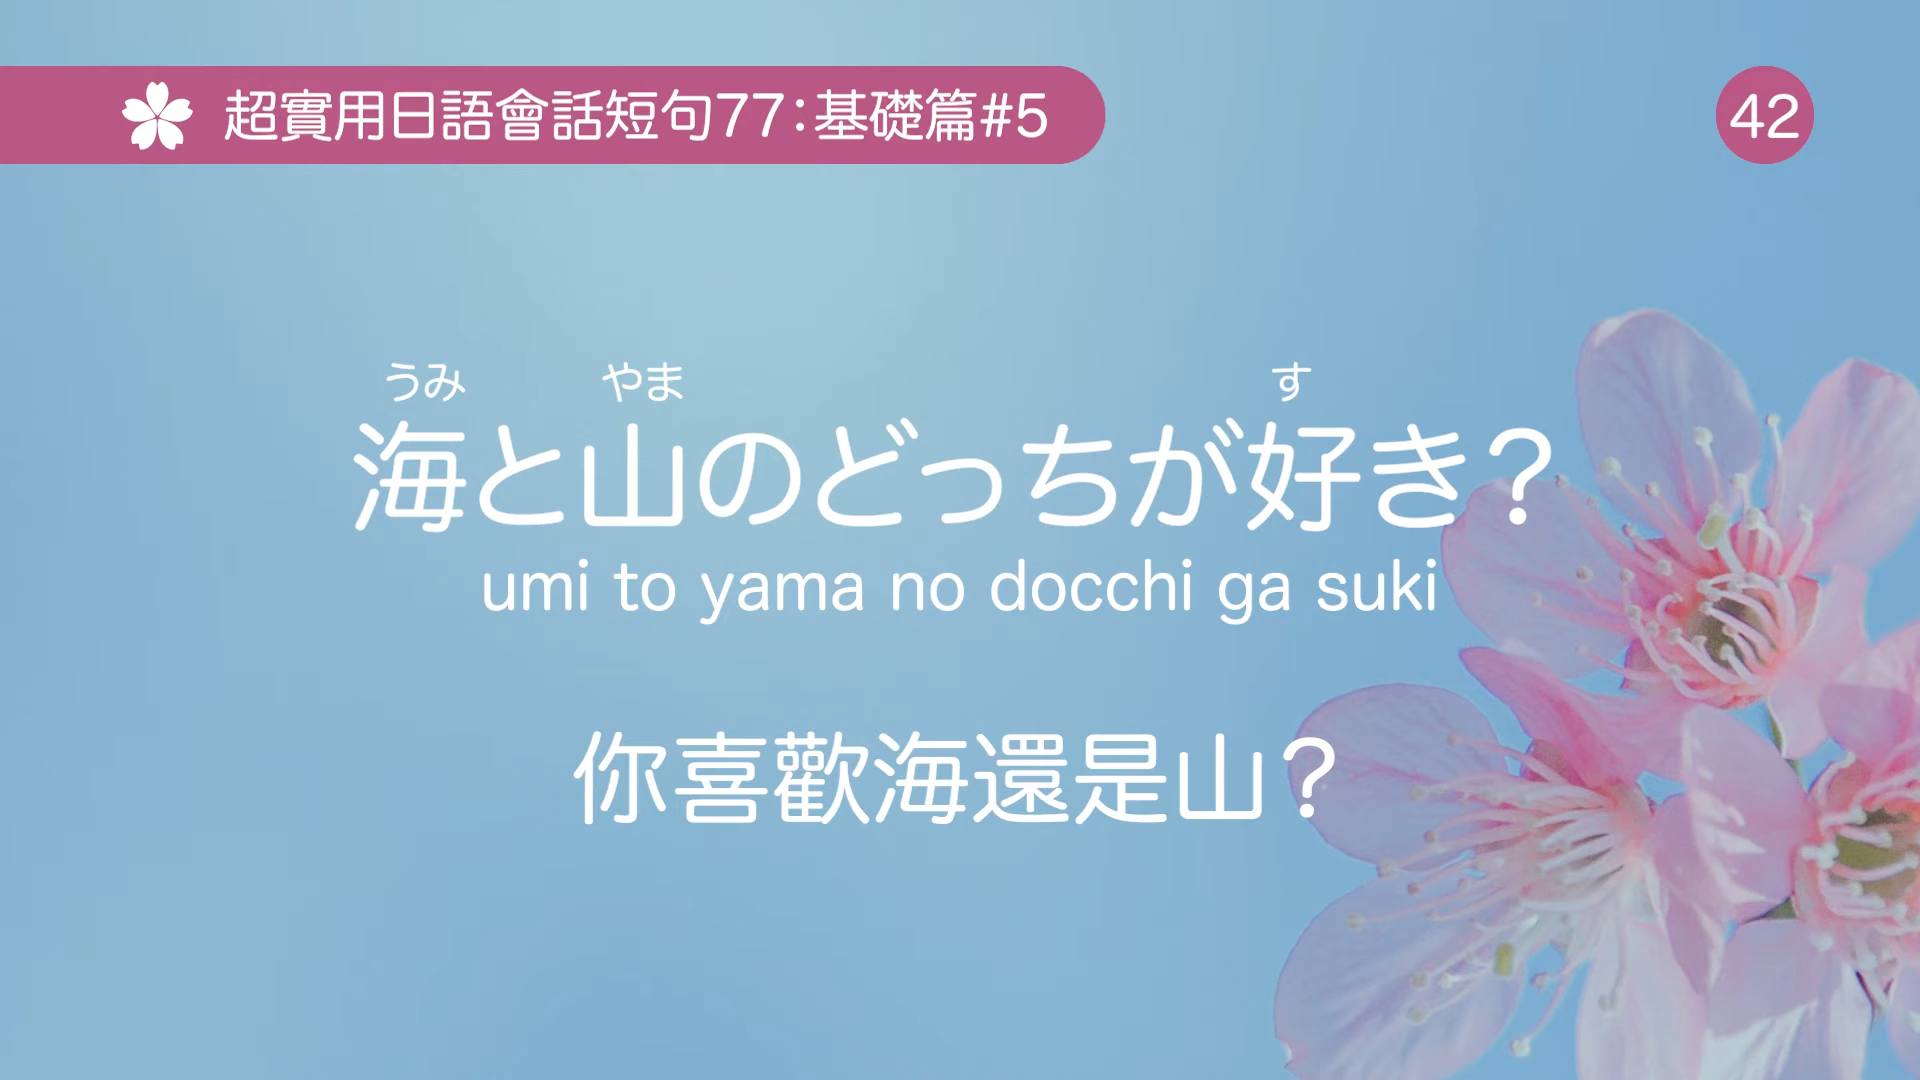 超實用日語會話短句77：基礎篇#5
42
うみ やま す
海と山のどっちが好き？
umi to yama no docchi ga suki
你喜歡海還是山？